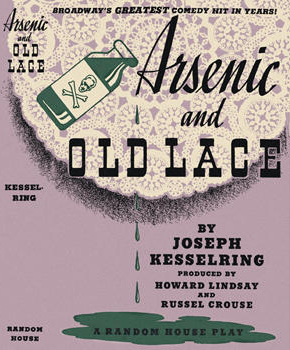 BROADWAY'S GREATEST COMEDY HIT IN YEARS!
Arsenic
and
OLD
LACE
KESSEL-
RING
RANDOM
HOUSE
Arsenic
and
OLD LACE
BY
JOSEPH
KESSELRING
PRODUCED BY
HOWARD LINDSAY
AND
RUSSEL CROUSE
A RANDOM HOUSE PLAY